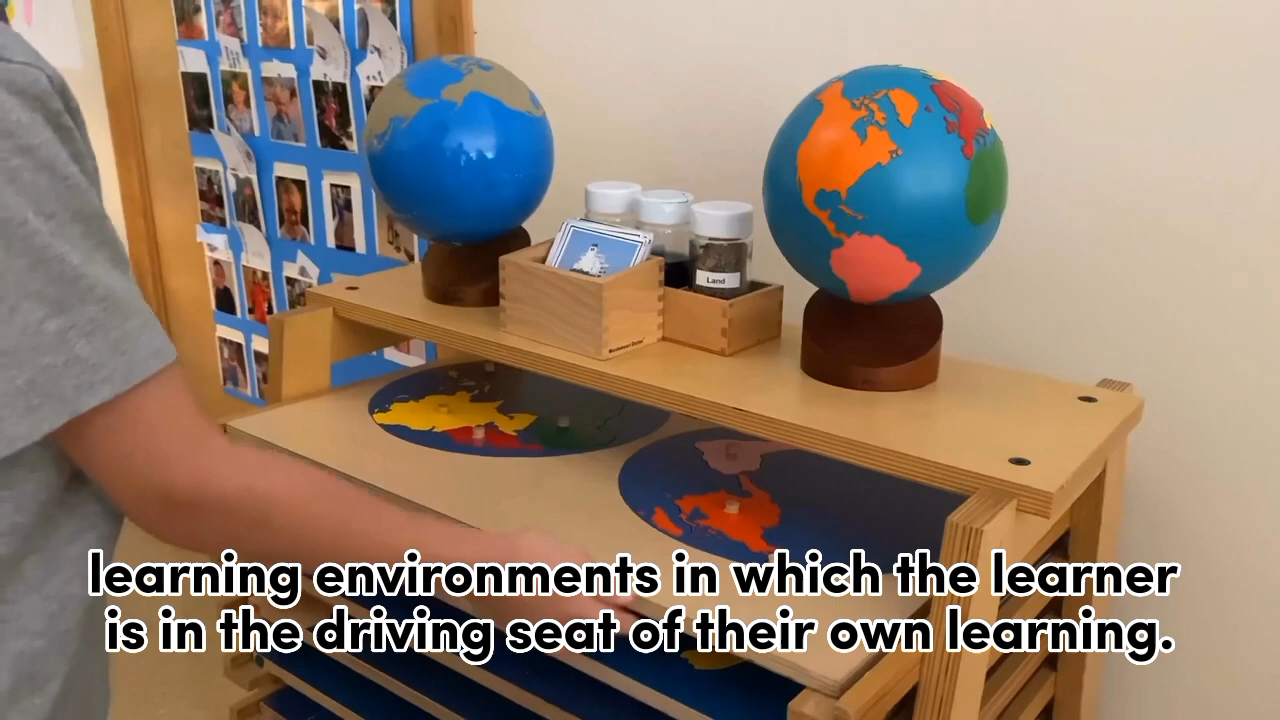 Land
learning environments in which the learner
is in the driving seat of their own learning.